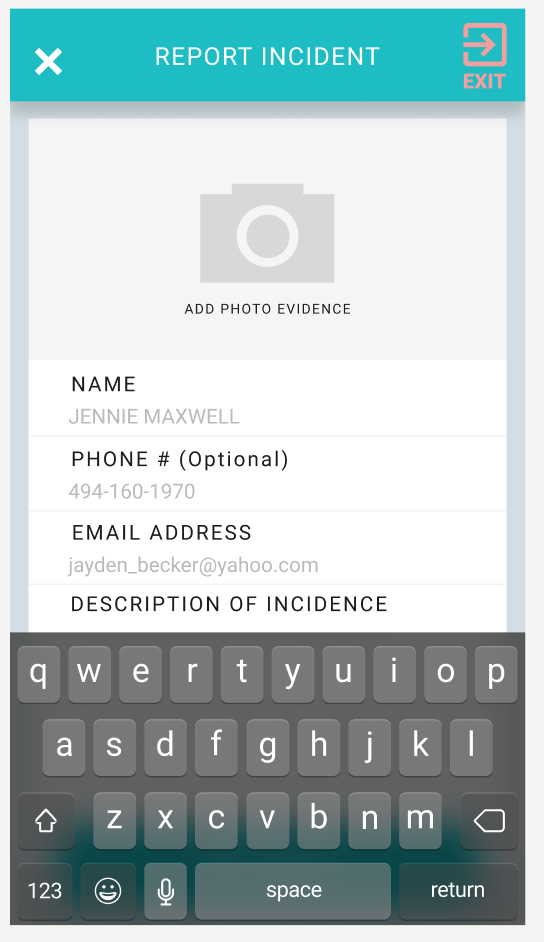 REPORT INCIDENT
EXIT
ADD PHOTO EVIDENCE
NAME
JENNIE MAXWELL
PHONE # (Optional)
494-160-1970
EMAIL ADDRESS
jayden_becker@yahoo.com
DESCRIPTION OF INCIDENCE
q w e r t y u i o p
a s d f g h j k l
z x c v b n m
123 space return